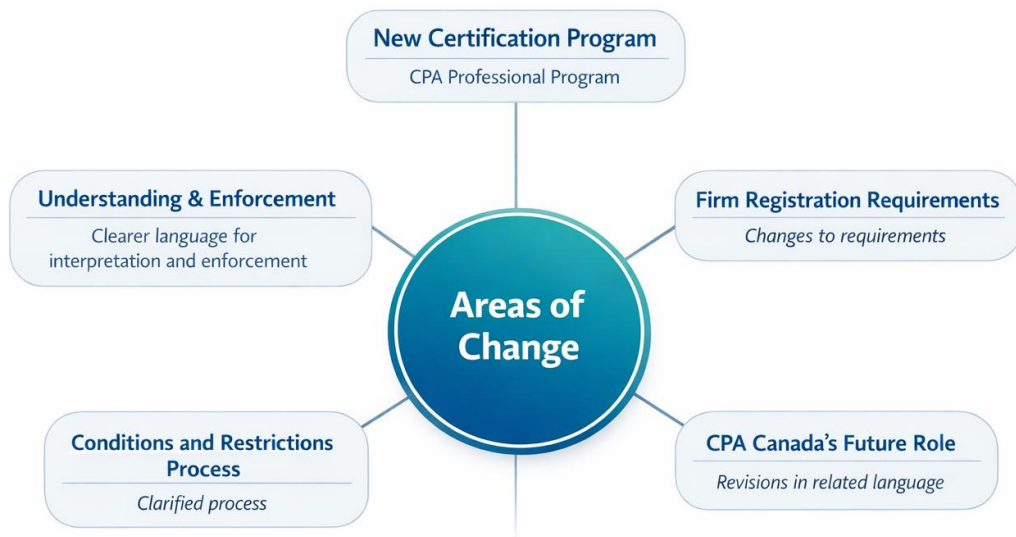 New Certification Program
CPA Professional Program
Understanding & Enforcement
Clearer language for
interpretation and enforcement
Firm Registration Requirements
Changes to requirements
Areas of
Change
Conditions and Restrictions
Process
Clarified process
CPA Canada's Future Role
Revisions in related language